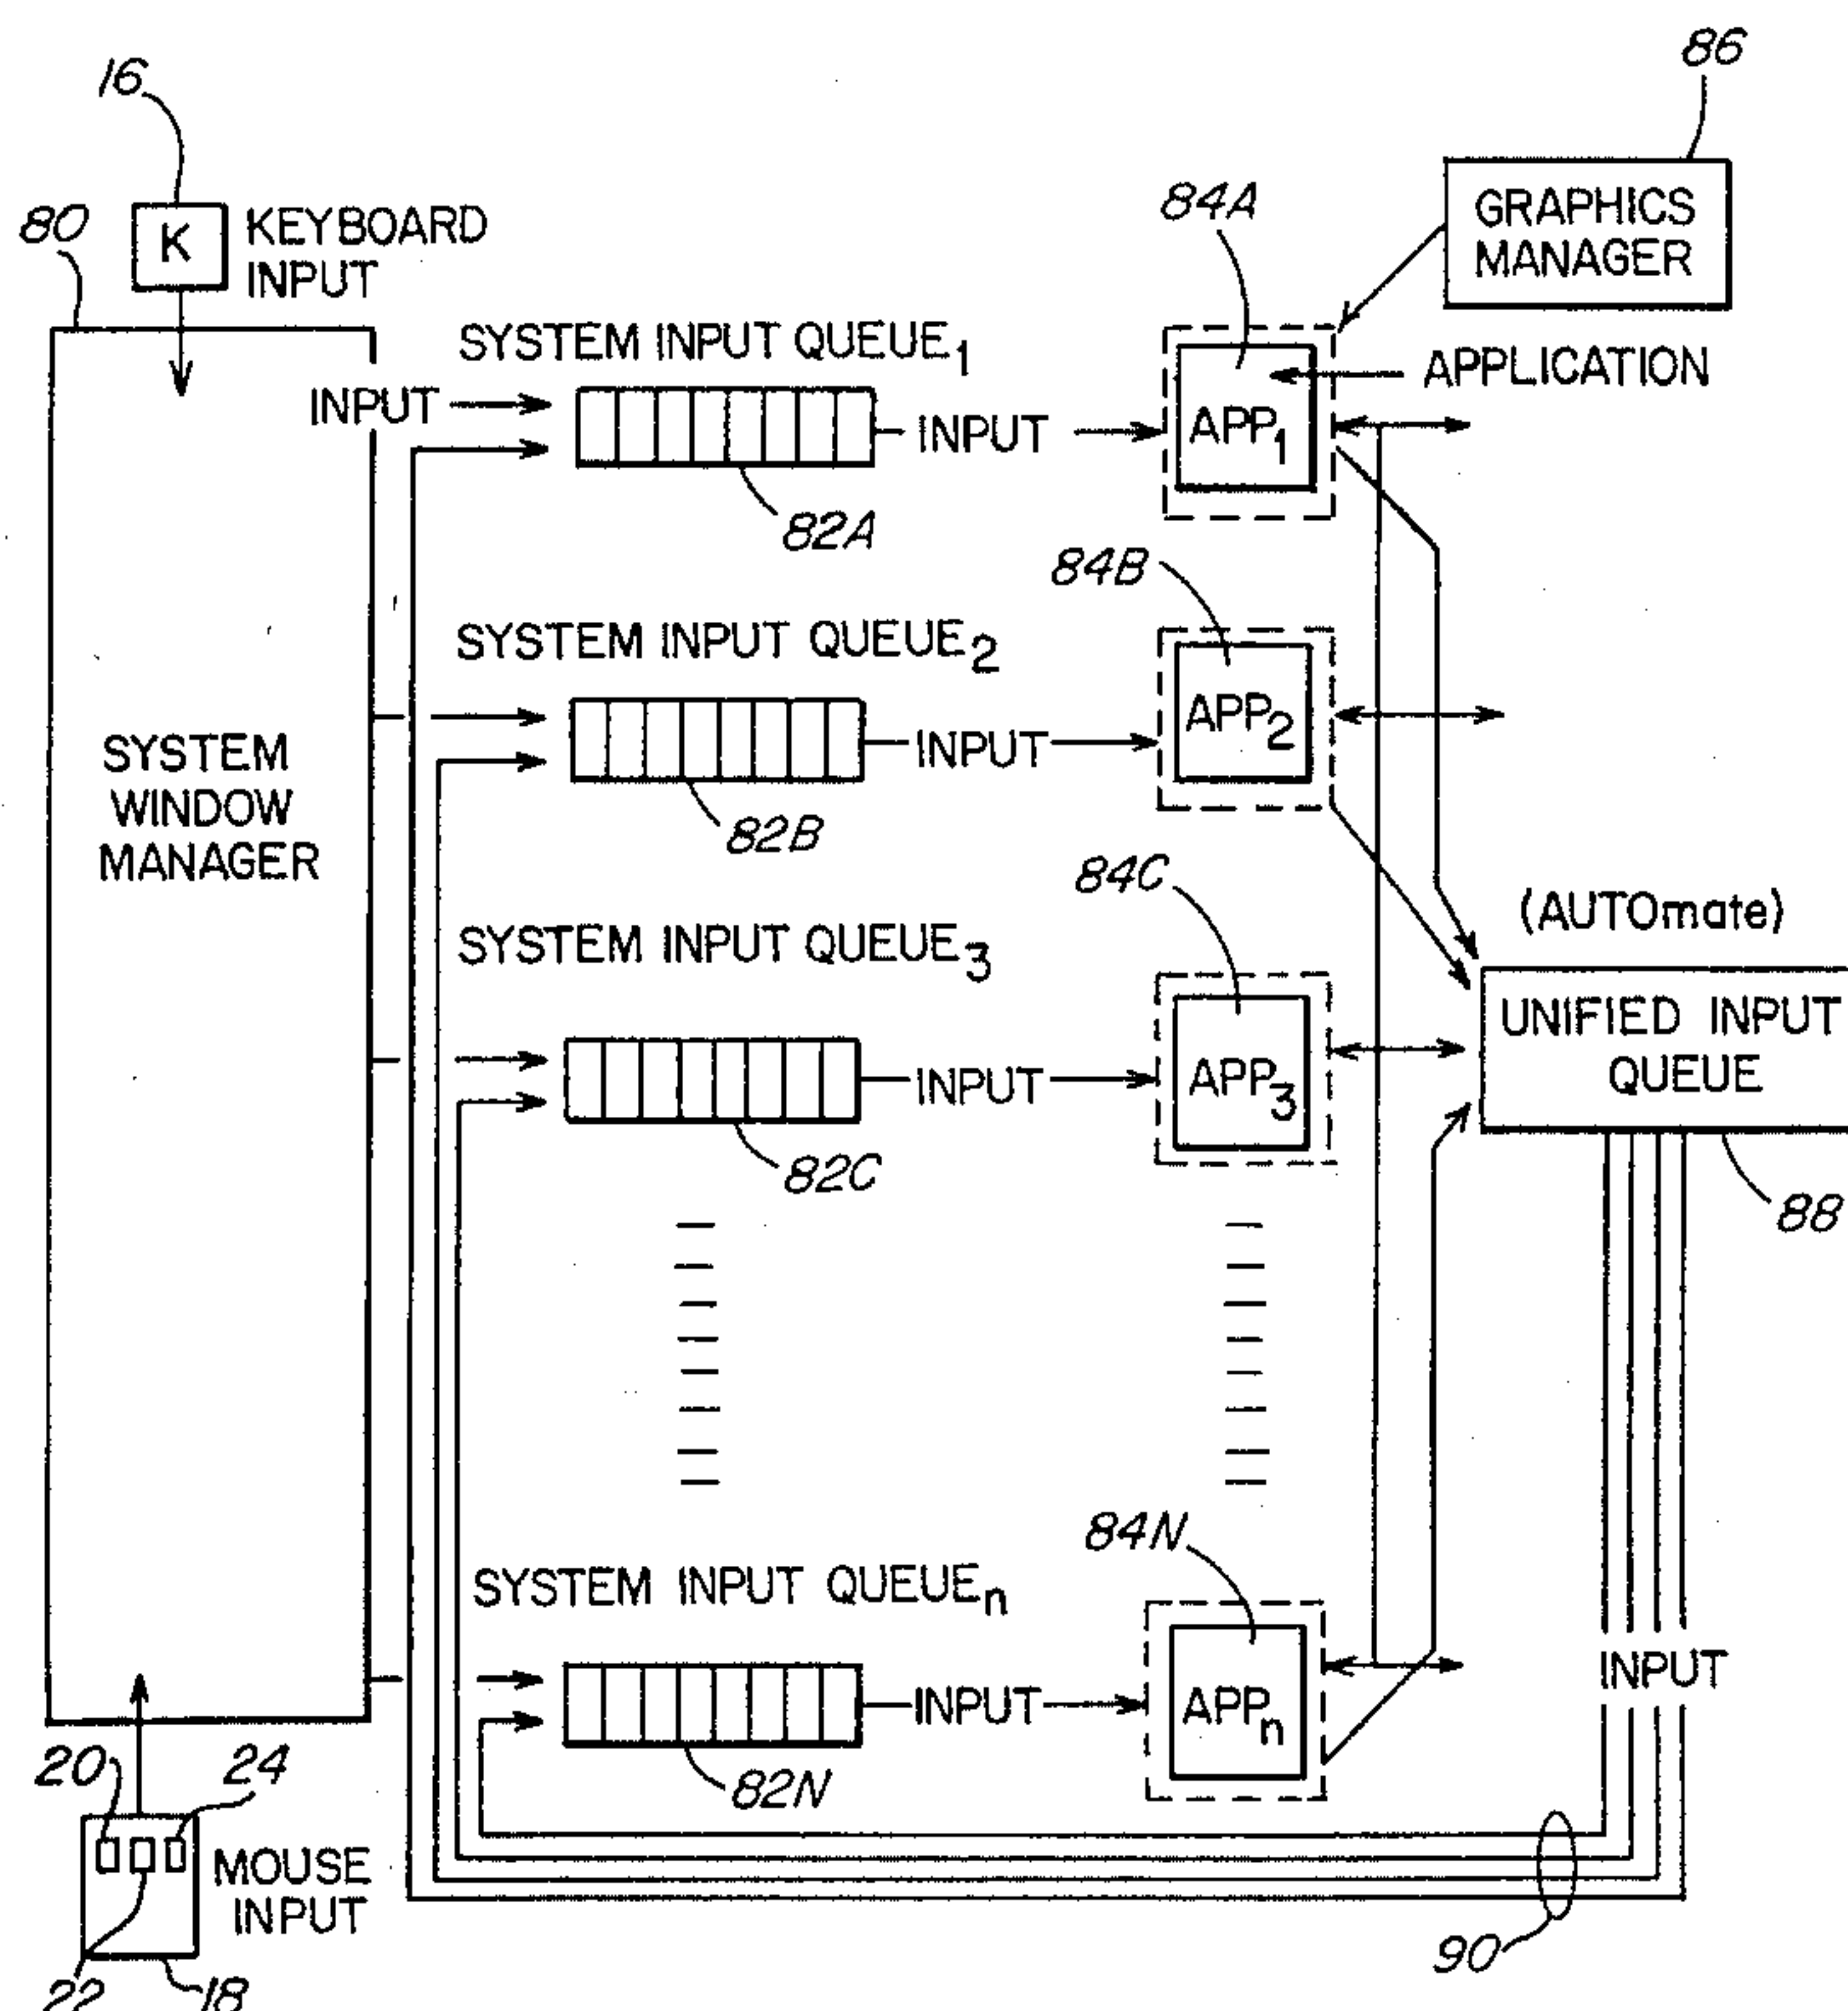 86
16
84A
80
K
KEYBOARD
INPUT
GRAPHICS
MANAGER
SYSTEM INPUT QUEUE1
APPLICATION
INPUT
INPUT
APP1
82A
84B
SYSTEM INPUT QUEUE2
APP2
INPUT
SYSTEM
WINDOW
MANAGER
82B
84C
(AUTOmate)
SYSTEM INPUT QUEUE3
UNIFIED INPUT
QUEUE
INPUT
APP3
82C
88
84N
SYSTEM INPUT QUEUEn
INPUT
INPUT
APPn
20
24
82N
MOUSE
INPUT
90
22
18